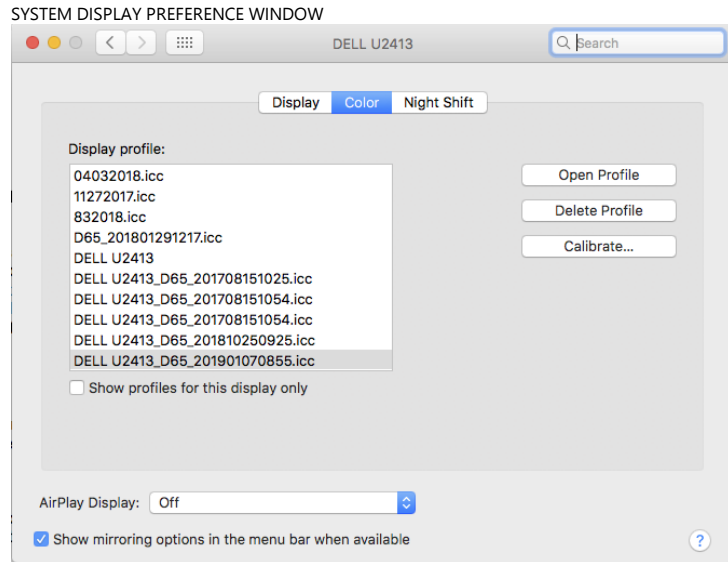 SYSTEM DISPLAY PREFERENCE WINDOW
DELL U2413
Search
Display Color Night Shift
Display profile:
04032018.icc
11272017.icc
832018.icc
D65_201801291217.icc
DELL U2413
DELL U2413_D65_201708151025.icc
DELL U2413_D65_201708151054.icc
DELL U2413_D65_201708151054.icc
DELL U2413_D65_201810250925.icc
DELL U2413_D65_201901070855.icc
Open Profile
Delete Profile
Calibrate...
Show profiles for this display only
AirPlay Display: Off
Show mirroring options in the menu bar when available
?